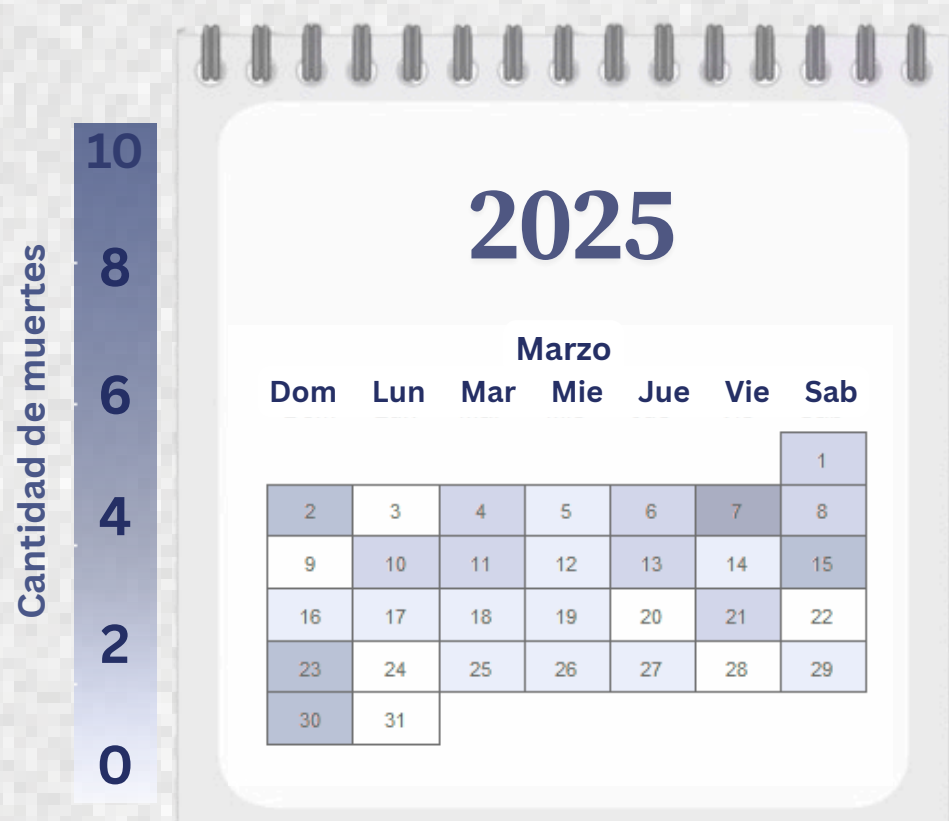 2025
Cantidad de muertes
10
8
6
4
2
0
Marzo
Dom Lun Mar Mie Jue Vie Sab
1
2 3 4 5 6 7 8
9 10 11 12 13 14 15
16 17 18 19 20 21 22
23 24 25 26 27 28 29
30 31